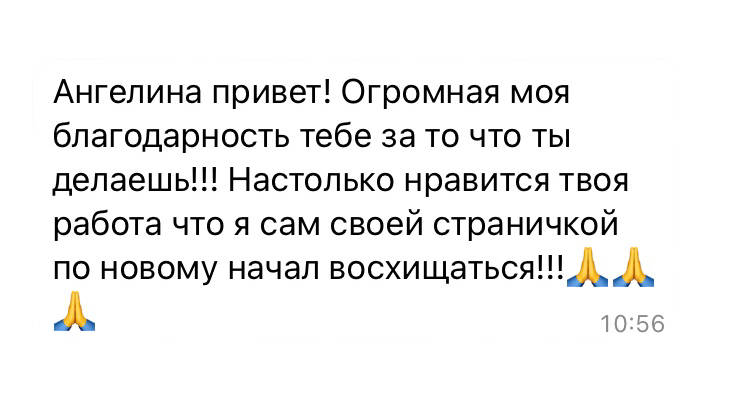 Ангелина привет! Огромная моя
благодарность тебе за то что ты
делаешь!!! Настолько нравится твоя
работа что я сам своей страничкой
по новому начал восхищаться!!!🙏🙏
🙏
10:56